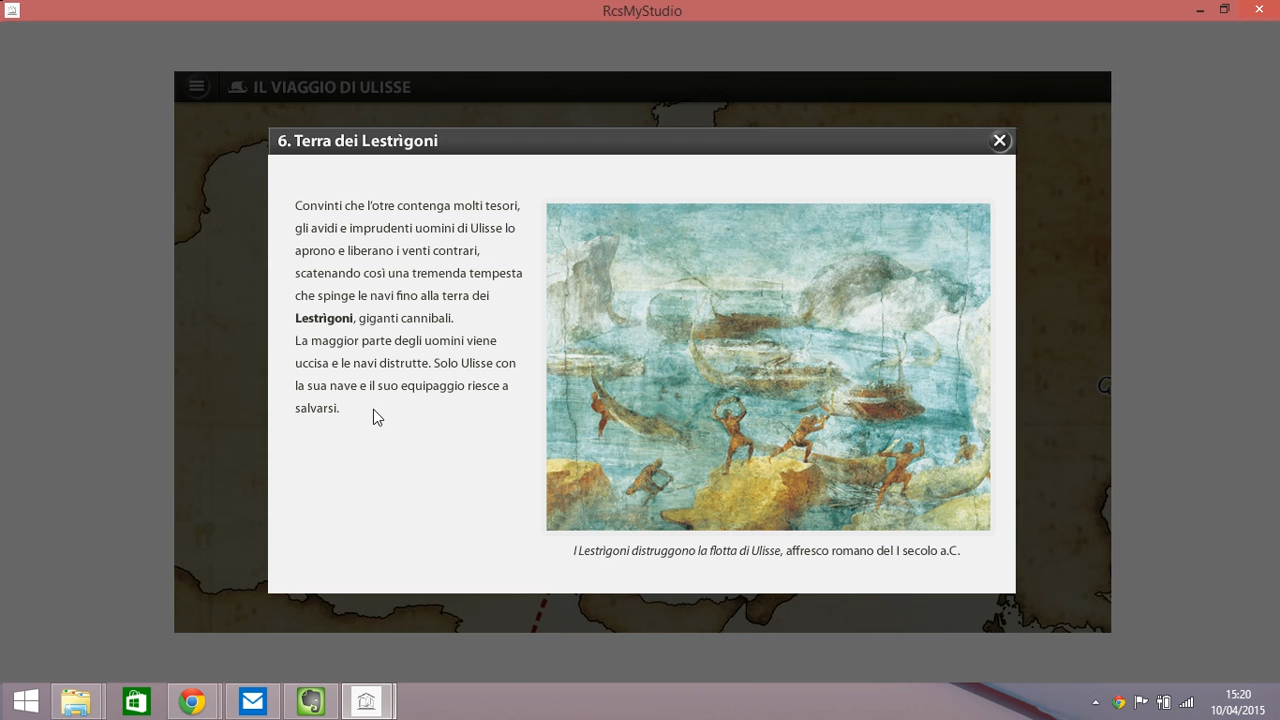 RcsMyStudio
IL VIAGGIO DI ULISSE
6. Terra dei Lestrìgoni
Convinti che l'otre contenga molti tesori,
gli avidi e imprudenti uomini di Ulisse lo
aprono e liberano i venti contrari,
scatenando così una tremenda tempesta
che spinge le navi fino alla terra dei
Lestrìgoni, giganti cannibali.
La maggior parte degli uomini viene
uccisa e le navi distrutte. Solo Ulisse con
la sua nave e il suo equipaggio riesce a
salvarsi.
I Lestrìgoni distruggono la flotta di Ulisse, affresco romano del I secolo a.C.
15:20
10/04/2015